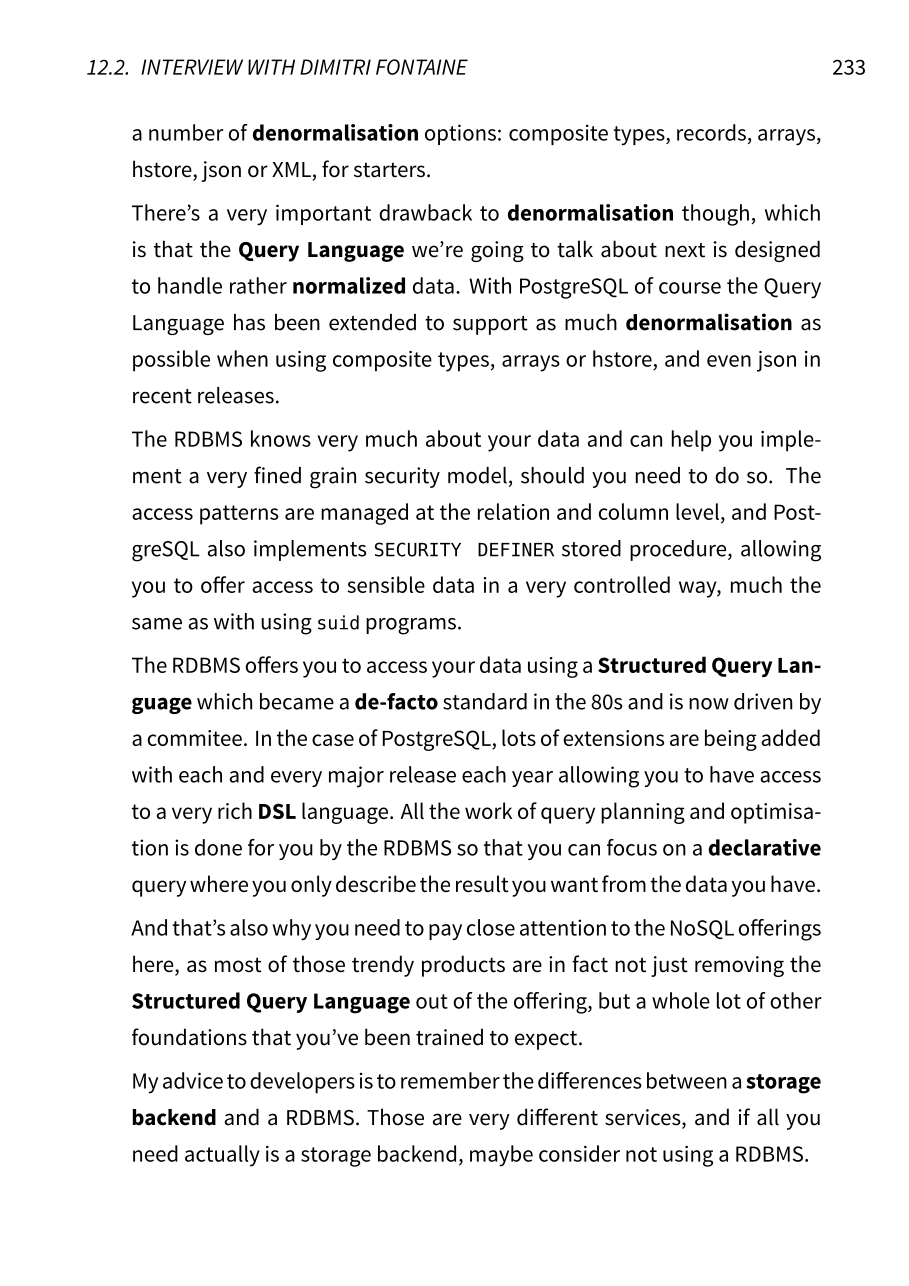 12.2. INTERVIEW WITH DIMITRI FONTAINE 233
a number of denormalisation options: composite types, records, arrays,
hstore, json or XML, for starters.
There’s a very important drawback to denormalisation though, which
is that the Query Language we’re going to talk about next is designed
to handle rather normalized data. With PostgreSQL of course the Query
Language has been extended to support as much denormalisation as
possible when using composite types, arrays or hstore, and even json in
recent releases.
The RDBMS knows very much about your data and can help you imple-
ment a very fined grain security model, should you need to do so. The
access patterns are managed at the relation and column level, and Post-
greSQL also implements SECURITY DEFINER stored procedure, allowing
you to offer access to sensible data in a very controlled way, much the
same as with using suid programs.
The RDBMS offers you to access your data using a Structured Query Lan-
guage which became a de-facto standard in the 80s and is now driven by
a commitee. In the case of PostgreSQL, lots of extensions are being added
with each and every major release each year allowing you to have access
to a very rich DSL language. All the work of query planning and optimisa-
tion is done for you by the RDBMS so that you can focus on a declarative
query where you only describe the result you want from the data you have.
And that’s also why you need to pay close attention to the NoSQL offerings
here, as most of those trendy products are in fact not just removing the
Structured Query Language out of the offering, but a whole lot of other
foundations that you’ve been trained to expect.
My advice to developers is to remember the differences between a storage
backend and a RDBMS. Those are very different services, and if all you
need actually is a storage backend, maybe consider not using a RDBMS.